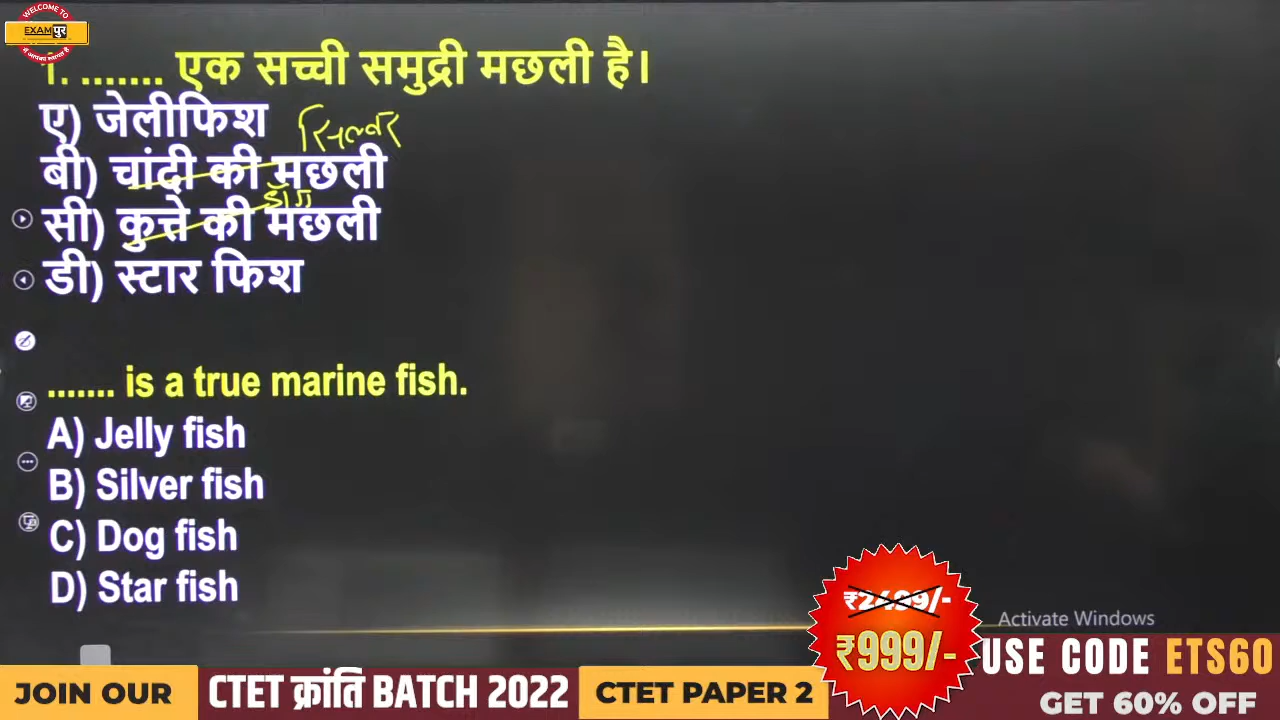 WELCOME TO
EXAMपुर
1. ....... एक सच्ची समुद्री मछली है।
ए) जेलीफिश
सिल्वर
बी) चांदी की मछली
डॉग
सी) कुत्ते की मछली
डी) स्टार फिश
....... is a true marine fish.
A) Jelly fish
B) Silver fish
C) Dog fish
D) Star fish
Activate Windows
₹2499/-
₹999/-
USE CODE ETS60
GET 60% OFF
JOIN OUR
CTET क्रांति BATCH 2022
CTET PAPER 2